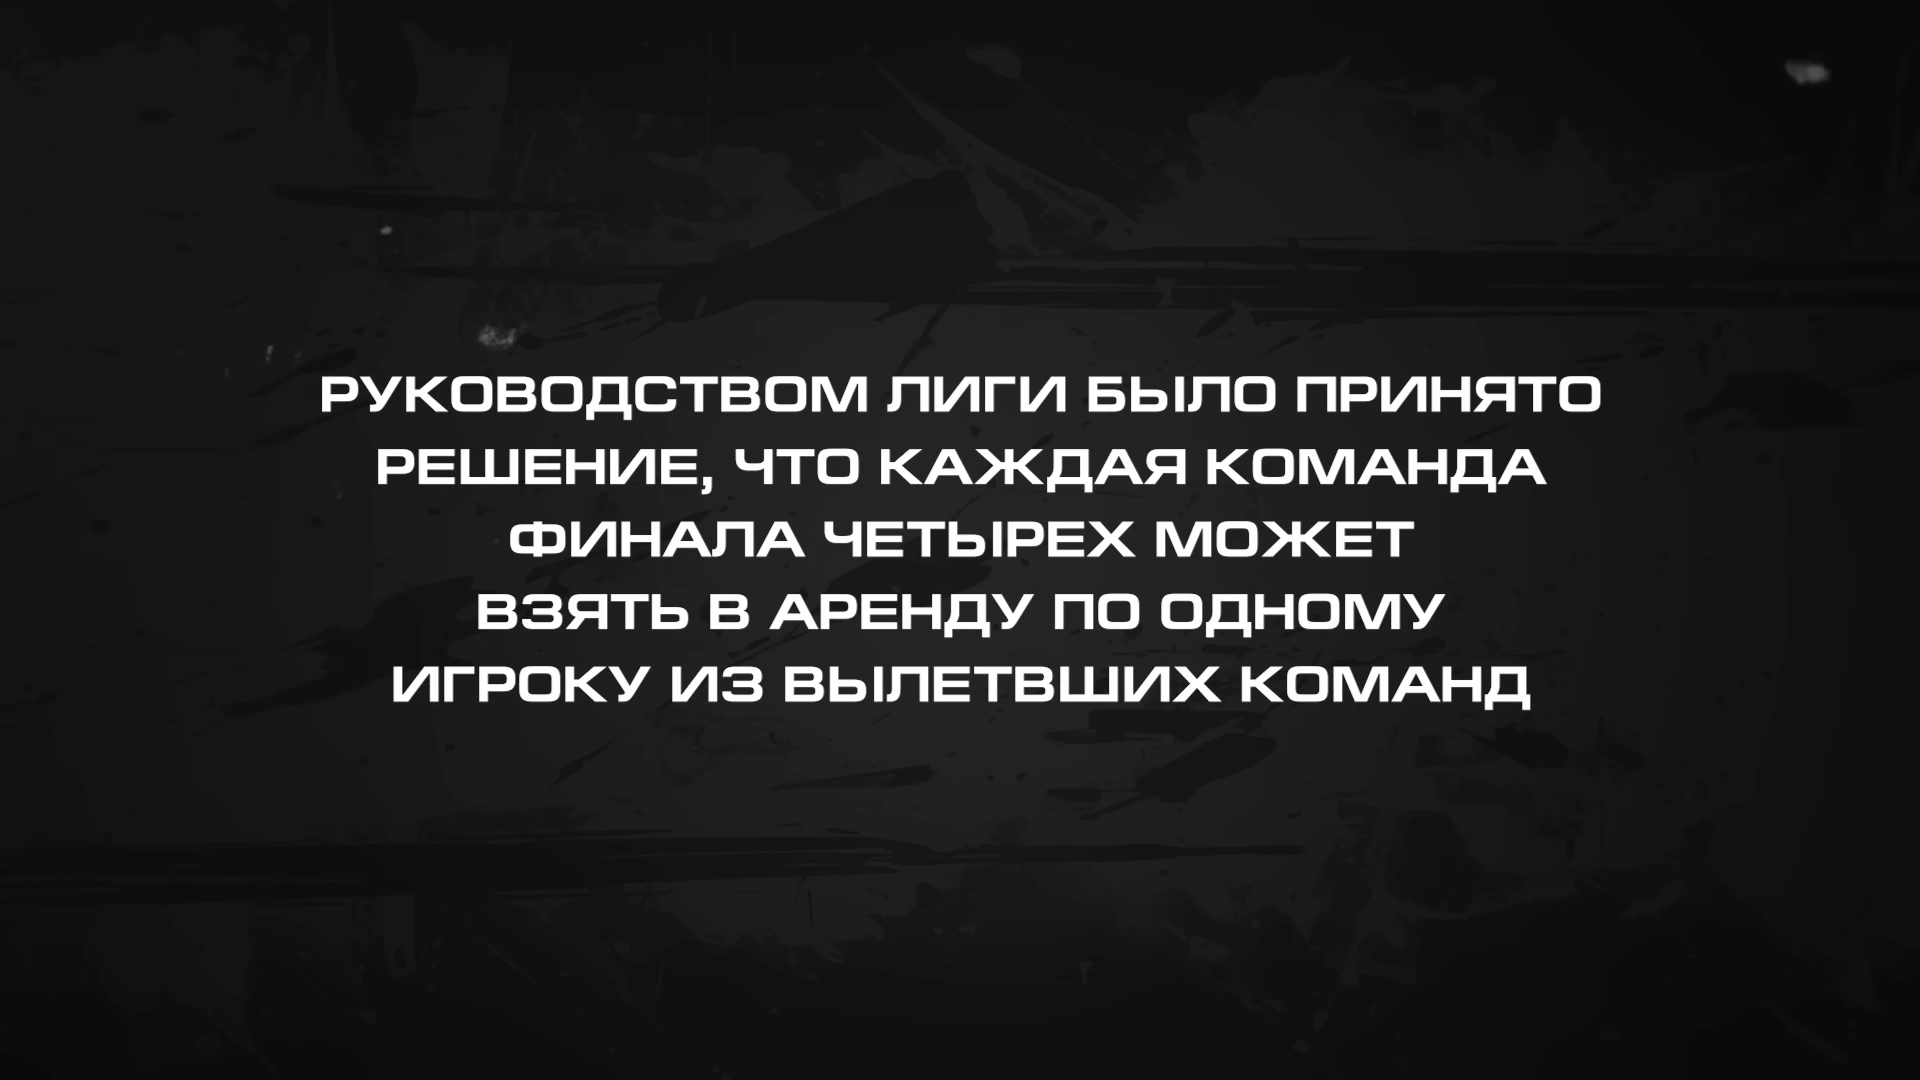 РУКОВОДСТВОМ ЛИГИ БЫЛО ПРИНЯТО
РЕШЕНИЕ, ЧТО КАЖДАЯ КОМАНДА
ФИНАЛА ЧЕТЫРЕХ МОЖЕТ
ВЗЯТЬ В АРЕНДУ ПО ОДНОМУ
ИГРОКУ ИЗ ВЫЛЕТВШИХ КОМАНД